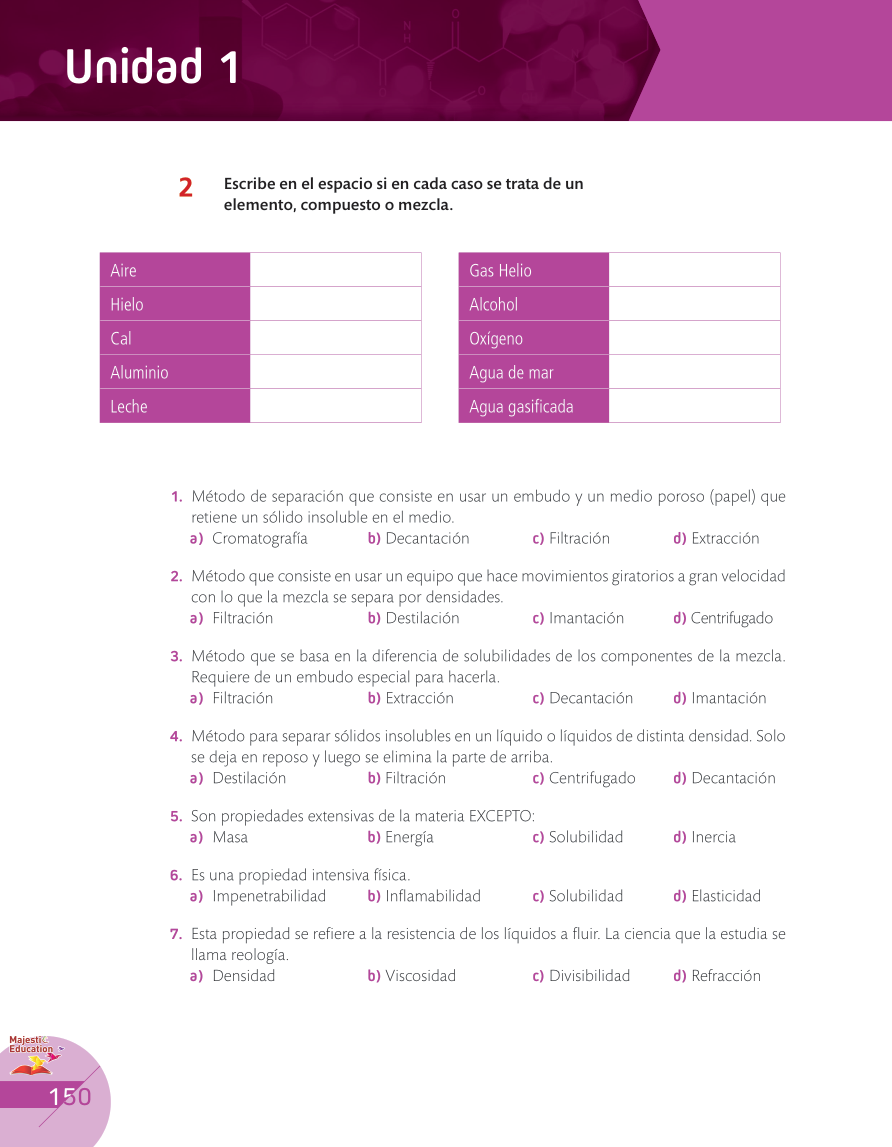 Unidad 1
2 Escribe en el espacio si en cada caso se trata de un
elemento, compuesto o mezcla.
Aire
Hielo
Cal
Aluminio
Leche
Gas Helio
Alcohol
Oxígeno
Agua de mar
Agua gasificada
1. Método de separación que consiste en usar un embudo y un medio poroso (papel) que
retiene un sólido insoluble en el medio.
a) Cromatografía b) Decantación c) Filtración d) Extracción
2. Método que consiste en usar un equipo que hace movimientos giratorios a gran velocidad
con lo que la mezcla se separa por densidades.
a) Filtración b) Destilación c) Imantación d) Centrifugado
3. Método que se basa en la diferencia de solubilidades de los componentes de la mezcla.
Requiere de un embudo especial para hacerla.
a) Filtración b) Extracción c) Decantación d) Imantación
4. Método para separar sólidos insolubles en un líquido o líquidos de distinta densidad. Solo
se deja en reposo y luego se elimina la parte de arriba.
a) Destilación b) Filtración c) Centrifugado d) Decantación
5. Son propiedades extensivas de la materia EXCEPTO:
a) Masa b) Energía c) Solubilidad d) Inercia
6. Es una propiedad intensiva física.
a) Impenetrabilidad b) Inflamabilidad c) Solubilidad d) Elasticidad
7. Esta propiedad se refiere a la resistencia de los líquidos a fluir. La ciencia que la estudia se
llama reología.
a) Densidad b) Viscosidad c) Divisibilidad d) Refracción
Majestic
Education
150